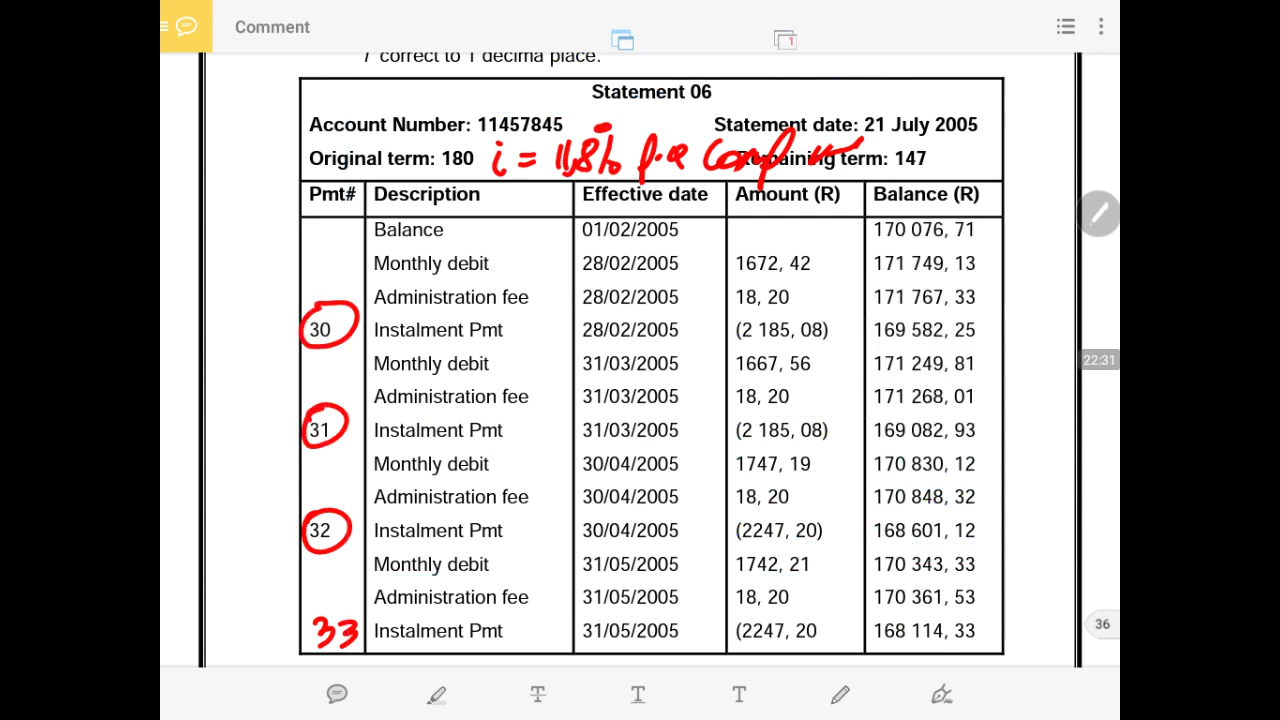 Comment
1
r correct to 1 decima place.
Statement 06
Account Number: 11457845 Statement date: 21 July 2005
Original term: 180 i = 11,8% p.a comp Remaining term: 147
Pmt# Description Effective date Amount (R) Balance (R)
Balance 01/02/2005 170 076, 71
Monthly debit 28/02/2005 1672, 42 171 749, 13
Administration fee 28/02/2005 18, 20 171 767, 33
30 Instalment Pmt 28/02/2005 (2 185, 08) 169 582, 25
Monthly debit 31/03/2005 1667, 56 171 249, 81
Administration fee 31/03/2005 18, 20 171 268, 01
31 Instalment Pmt 31/03/2005 (2 185, 08) 169 082, 93
Monthly debit 30/04/2005 1747, 19 170 830, 12
Administration fee 30/04/2005 18, 20 170 848, 32
32 Instalment Pmt 30/04/2005 (2247, 20) 168 601, 12
Monthly debit 31/05/2005 1742, 21 170 343, 33
Administration fee 31/05/2005 18, 20 170 361, 53
33 Instalment Pmt 31/05/2005 (2247, 20 168 114, 33
22:31
36
T T T